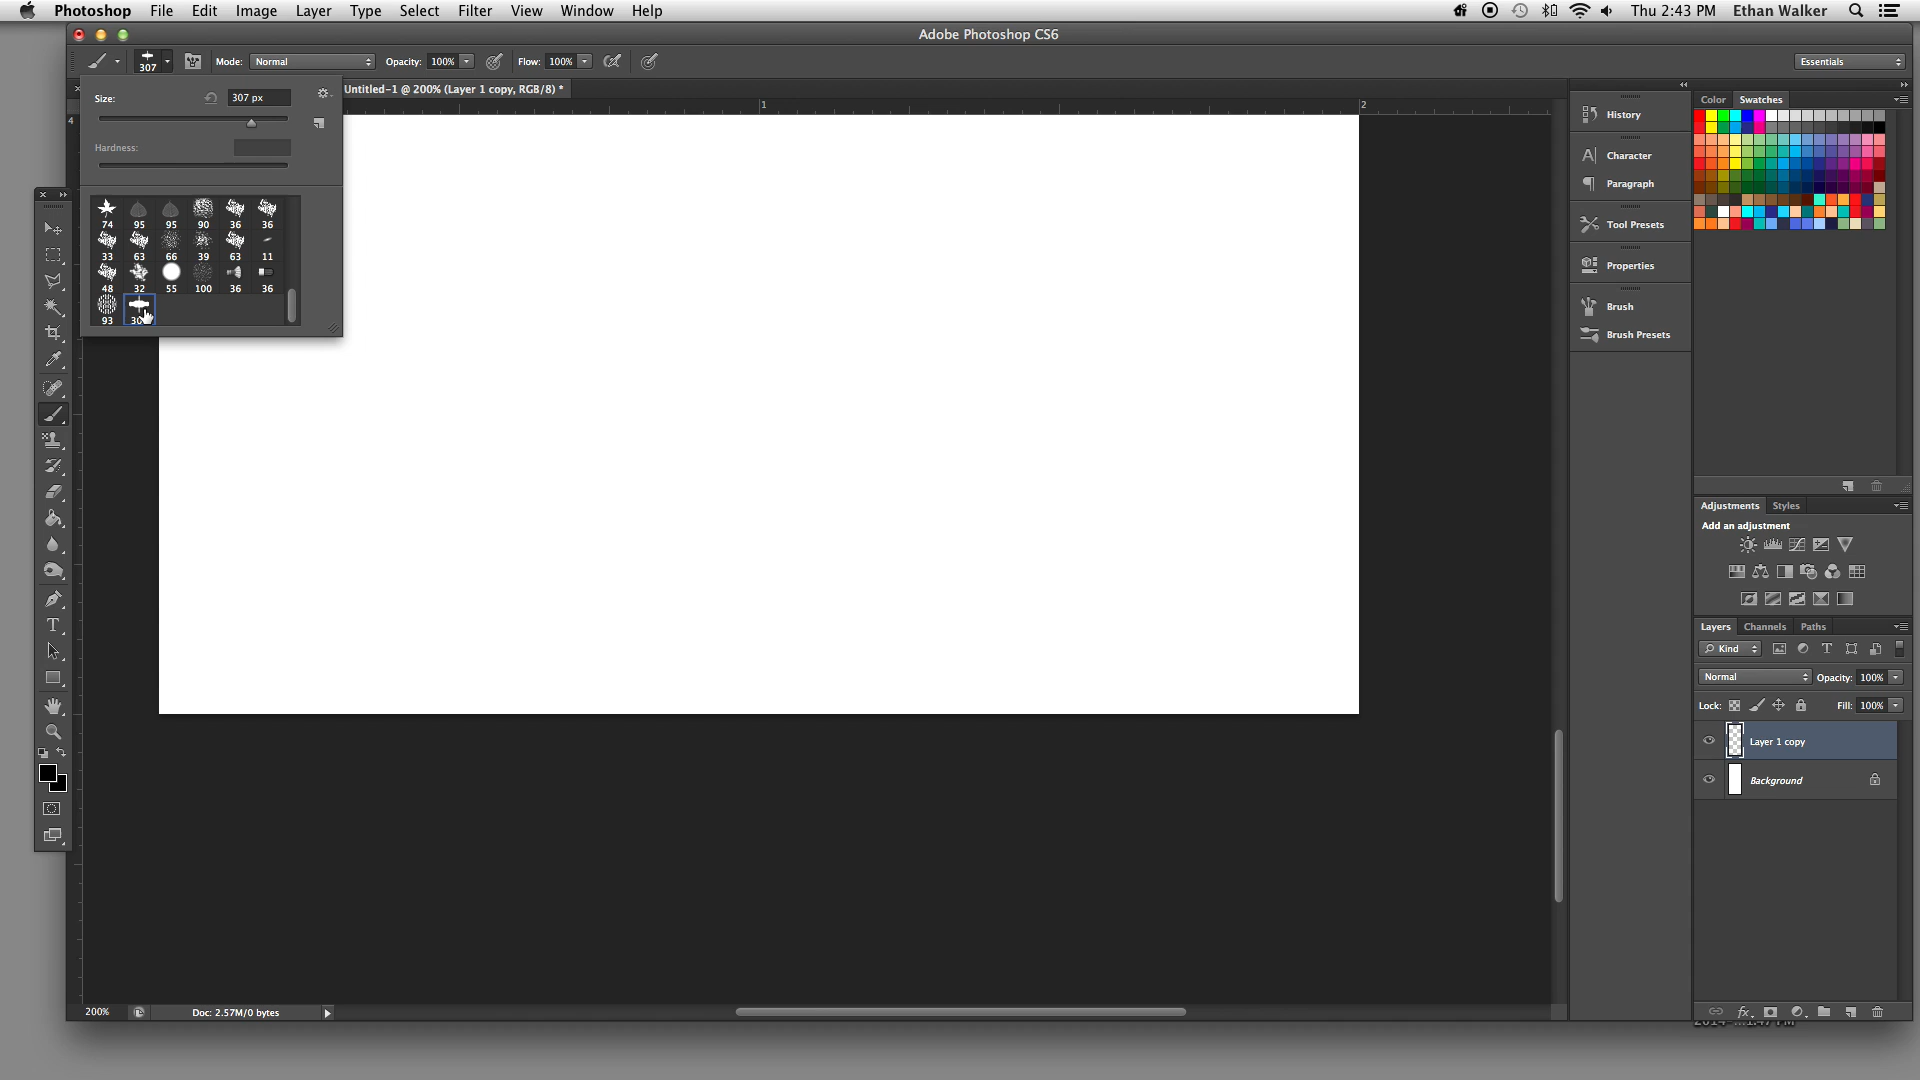 Photoshop File Edit Image Layer Type Select Filter View Window Help Thu 2:43 PM Ethan Walker
Adobe Photoshop CS6
307 Mode: Normal Opacity: 100% Flow: 100% Essentials
Untitled-1 @ 200% (Layer 1 copy, RGB/8) *
Size: 307 px
Hardness:
74 95 95 90 36 36
33 63 66 39 63 11
48 32 55 100 36 36
93
4 1 2
History
Character
Paragraph
Tool Presets
Properties
Brush
Brush Presets
Color Swatches
Adjustments Styles
Add an adjustment
Layers Channels Paths
Kind
Normal Opacity: 100%
Lock: Fill: 100%
Layer 1 copy
Background
200% Doc: 2.57M/0 bytes